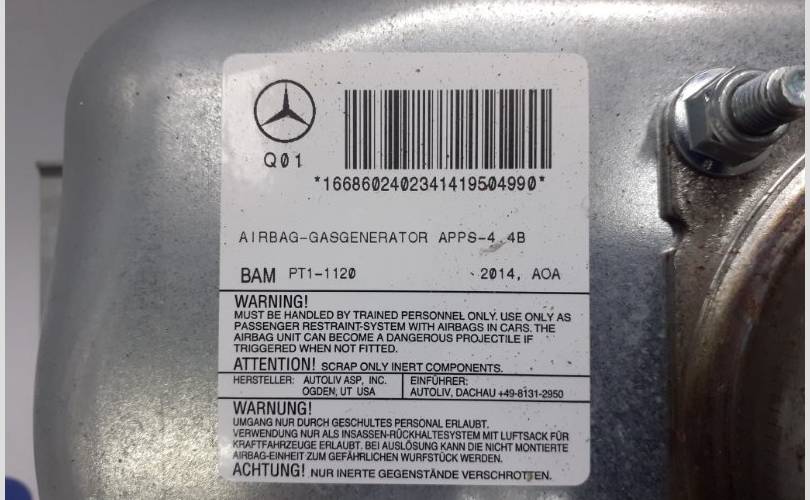 Q01
*1668602402341419504990*
AIRBAG-GASGENERATOR APPS-4.4B
BAM PT1-1120 2014, AOA
WARNING!
MUST BE HANDLED BY TRAINED PERSONNEL ONLY. USE ONLY AS
PASSENGER RESTRAINT-SYSTEM WITH AIRBAGS IN CARS. THE
AIRBAG UNIT CAN BECOME A DANGEROUS PROJECTILE IF
TRIGGERED WHEN NOT FITTED.
ATTENTION! SCRAP ONLY INERT COMPONENTS.
HERSTELLER: AUTOLIV ASP, INC.
OGDEN, UT USA
EINFÜHRER:
AUTOLIV, DACHAU +49-8131-2950
WARNUNG!
UMGANG NUR DURCH GESCHULTES PERSONAL ERLAUBT.
VERWENDUNG NUR ALS INSASSEN-RÜCKHALTESYSTEM MIT LUFTSACK FÜR
KRAFTFAHRZEUGE ERLAUBT. BEI AUSLÖSUNG KANN DIE NICHT MONTIERTE
AIRBAG-EINHEIT ZUM GEFÄHRLICHEN WURFSTÜCK WERDEN.
ACHTUNG! NUR INERTE GEGENSTÄNDE VERSCHROTTEN.